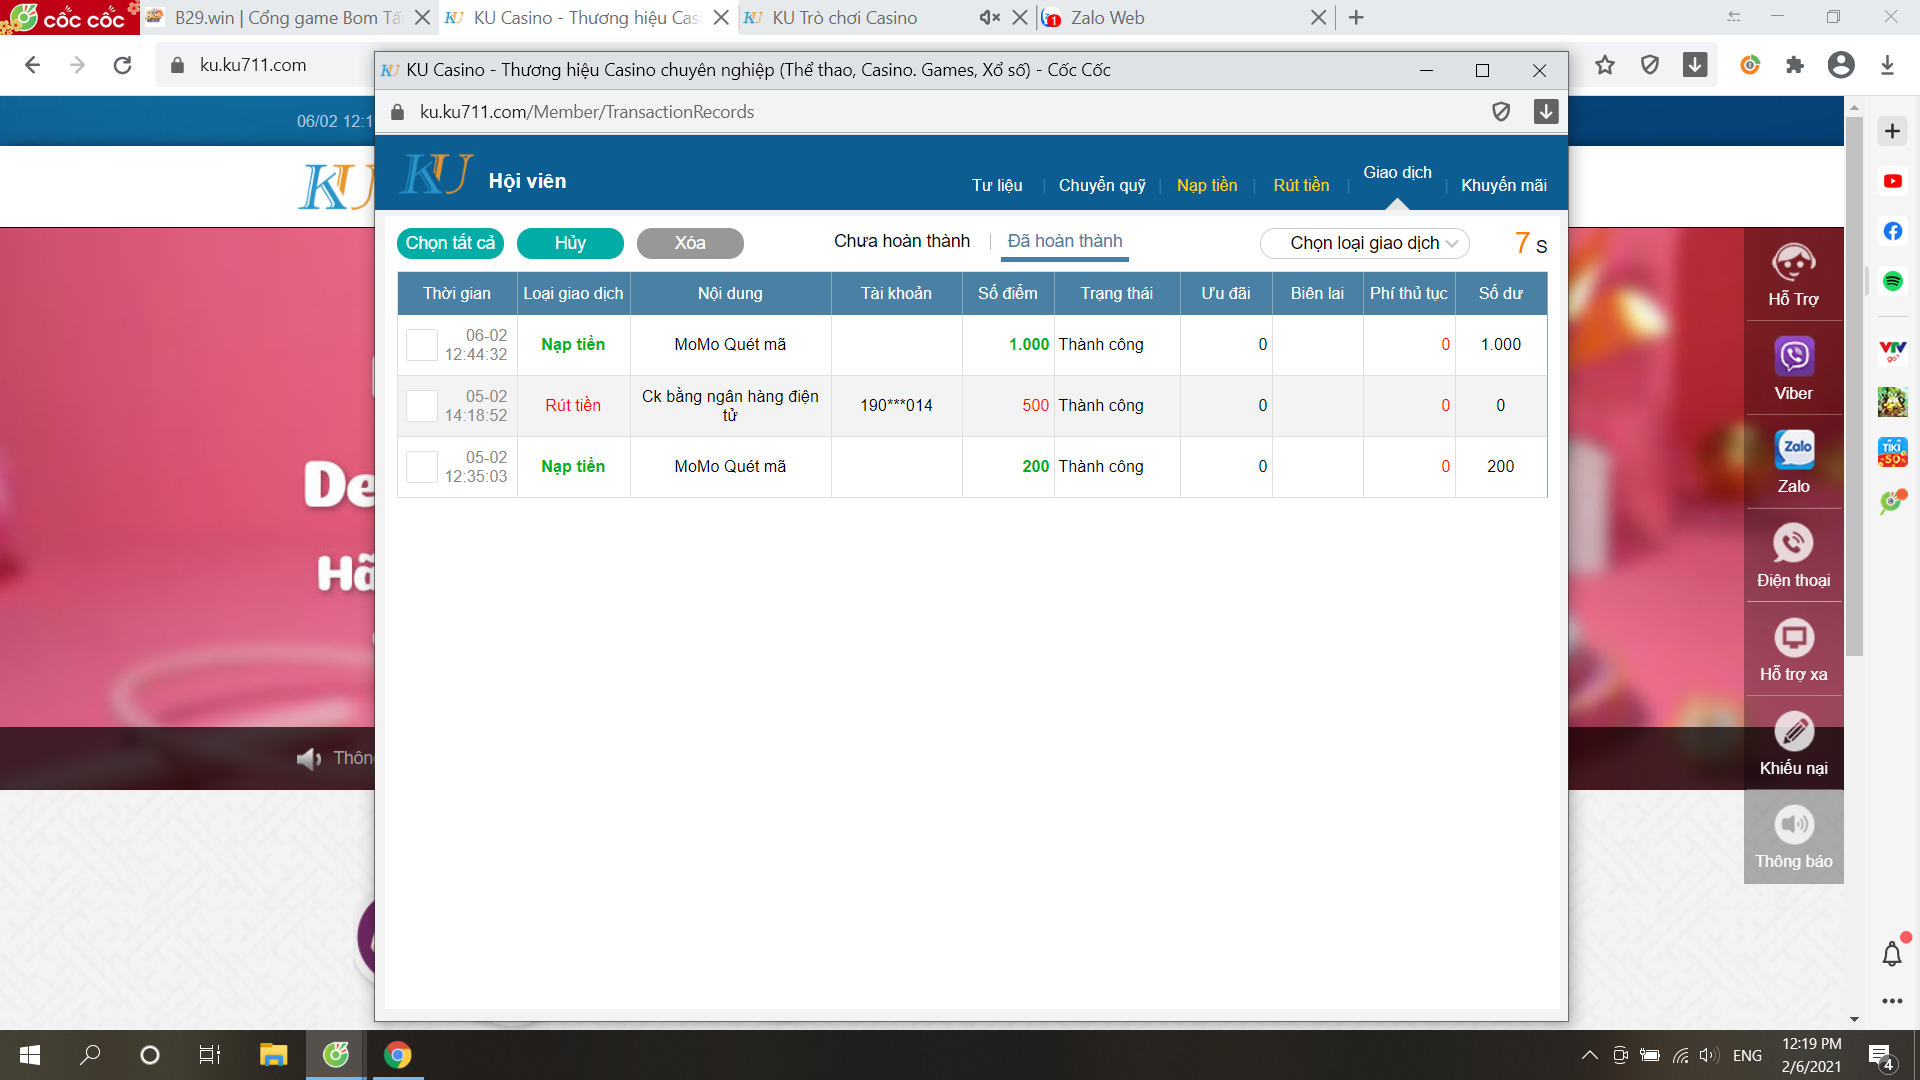 cốc cốc
B29.win | Cổng game Bom Tấ
KU Casino - Thương hiệu Cas
KU Trò chơi Casino
Zalo Web
ku.ku711.com
KU Casino - Thương hiệu Casino chuyên nghiệp (Thể thao, Casino. Games, Xổ số) - Cốc Cốc
ku.ku711.com/Member/TransactionRecords
06/02 12:1
KU
KU Hội viên
Tư liệu
Chuyển quỹ
Nạp tiền
Rút tiền
Giao dịch
Khuyến mãi
Chọn tất cả
Hủy
Xóa
Chưa hoàn thành
Đã hoàn thành
Chọn loại giao dịch
7 s
Thời gian Loại giao dịch Nội dung Tài khoản Số điểm Trạng thái Ưu đãi Biên lai Phí thủ tục Số dư
06-02
12:44:32 Nạp tiền MoMo Quét mã 1.000 Thành công 0 0 1.000
05-02
14:18:52 Rút tiền Ck bằng ngân hàng điện
tử 190***014 500 Thành công 0 0 0
05-02
12:35:03 Nạp tiền MoMo Quét mã 200 Thành công 0 0 200
De
Hã
Thôn
Hỗ Trợ
Viber
Zalo
Zalo
Điện thoại
Hỗ trợ xa
Khiếu nại
Thông báo
VTV
go
TIKI
SO
1
ENG
12:19 PM
2/6/2021
4